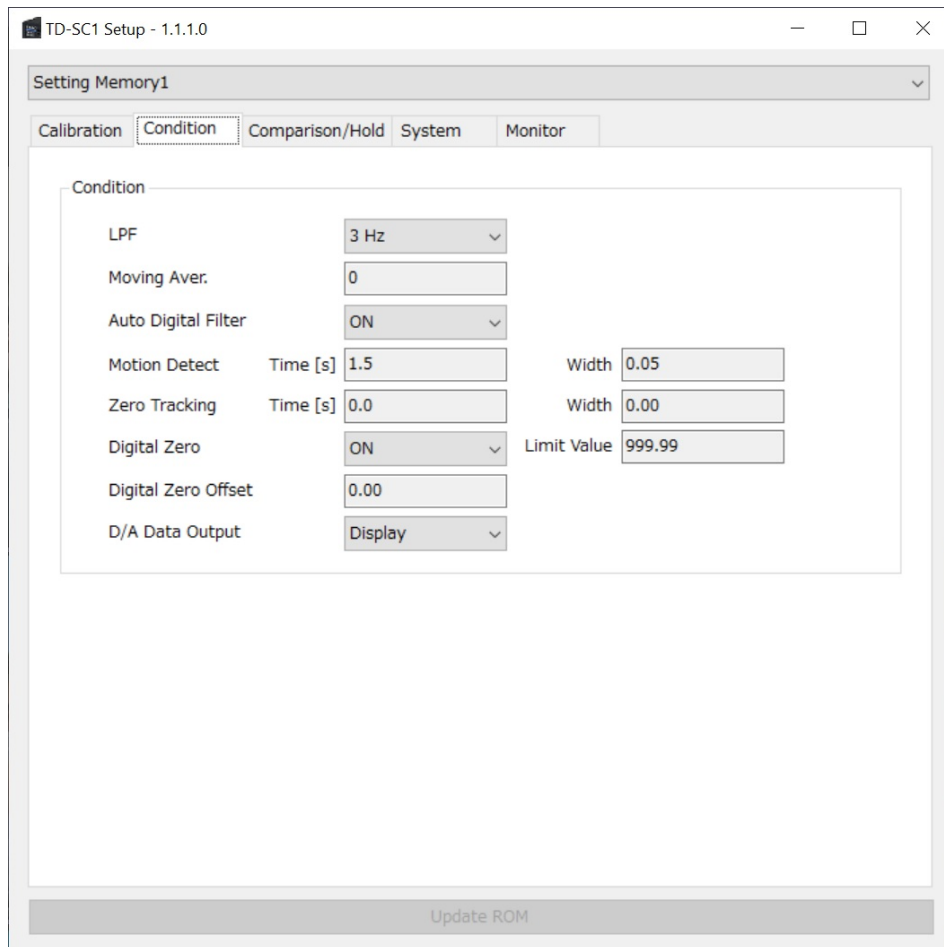 TD-SC1 Setup - 1.1.1.0
Setting Memory1
Calibration Condition Comparison/Hold System Monitor
Condition
LPF 3 Hz
Moving Aver. 0
Auto Digital Filter ON
Motion Detect Time [s] 1.5 Width 0.05
Zero Tracking Time [s] 0.0 Width 0.00
Digital Zero ON Limit Value 999.99
Digital Zero Offset 0.00
D/A Data Output Display
Update ROM